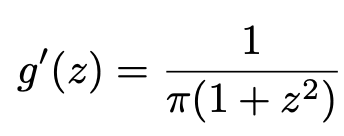 g′(z) = 1 / π(1 + z²)